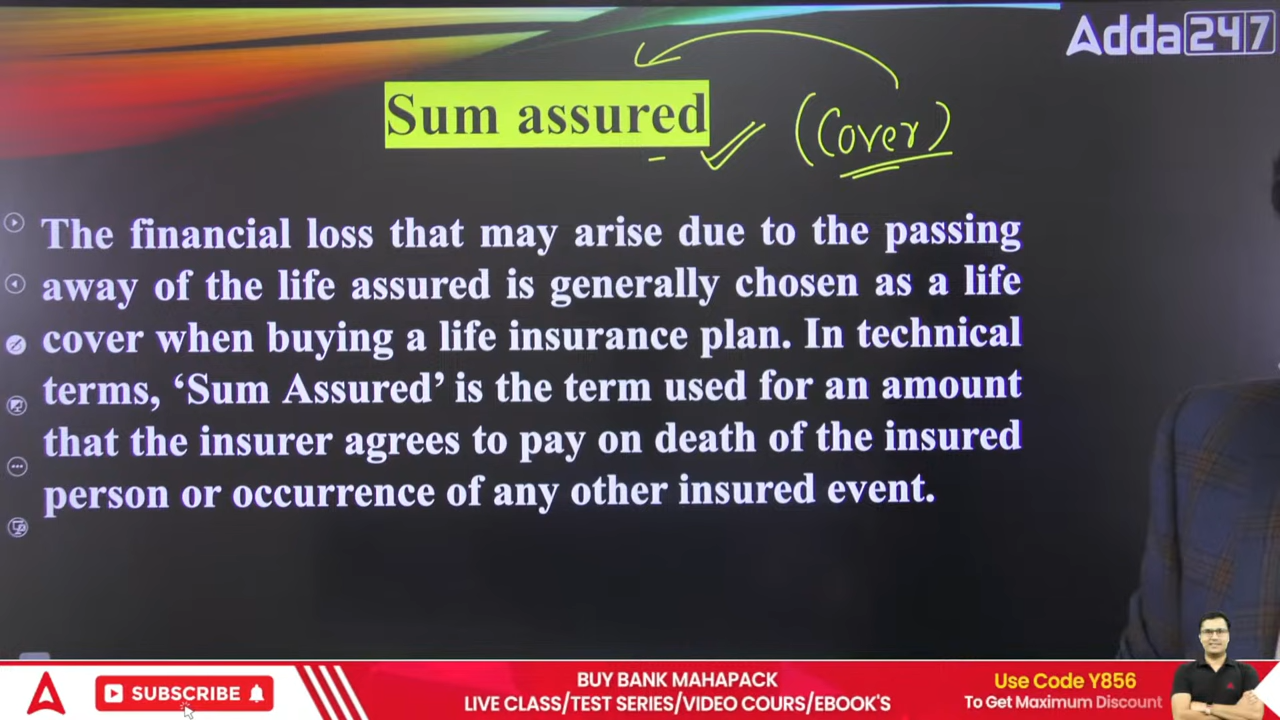 Adda247
Sum assured
(Cover)
The financial loss that may arise due to the passing
away of the life assured is generally chosen as a life
cover when buying a life insurance plan. In technical
terms, ‘Sum Assured’ is the term used for an amount
that the insurer agrees to pay on death of the insured
person or occurrence of any other insured event.
SUBSCRIBE
BUY BANK MAHAPACK
LIVE CLASS/TEST SERIES/VIDEO COURS/EBOOK'S
Use Code Y856
To Get Maximum Discount